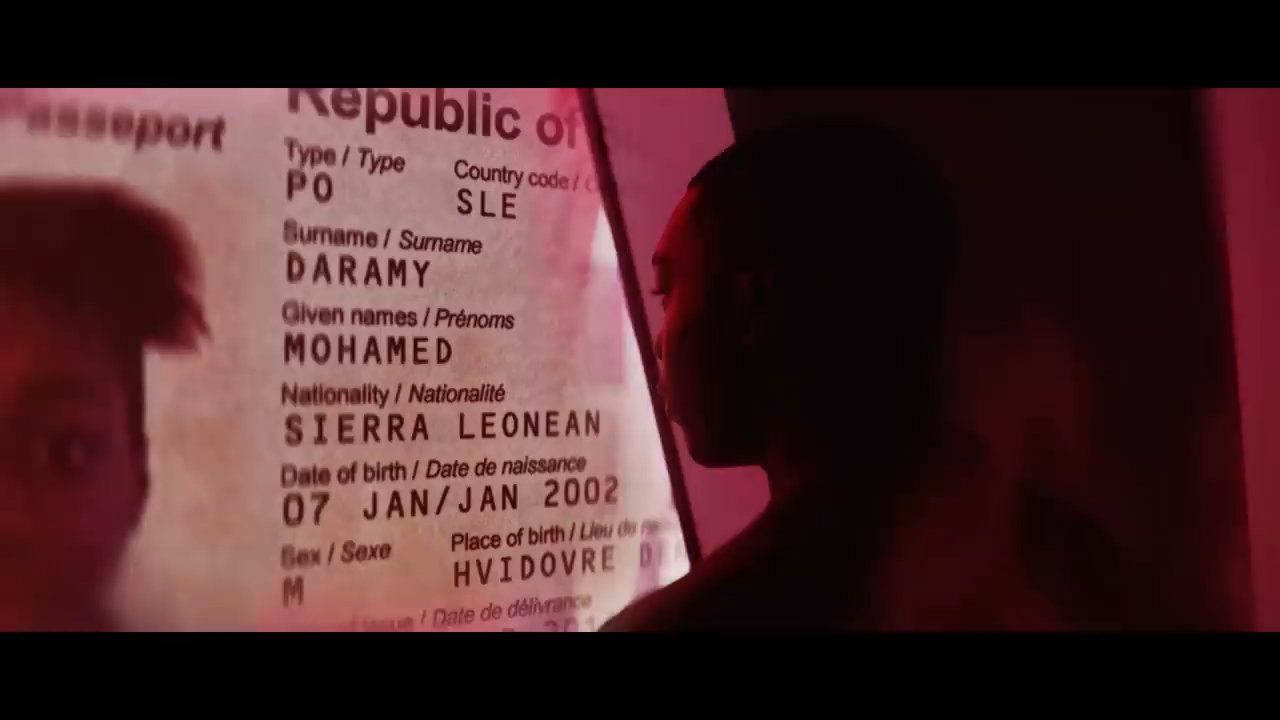 Passeport
Republic of
Type / Type
Country code /
PO
SLE
Surname / Surname
DARAMY
Given names / Prénoms
MOHAMED
Nationality / Nationalité
SIERRA LEONEAN
Date of birth / Date de naissance
07 JAN/JAN 2002
Sex / Sexe
Place of birth / Lieu de
M
HVIDOVRE
/ Date de délivrance